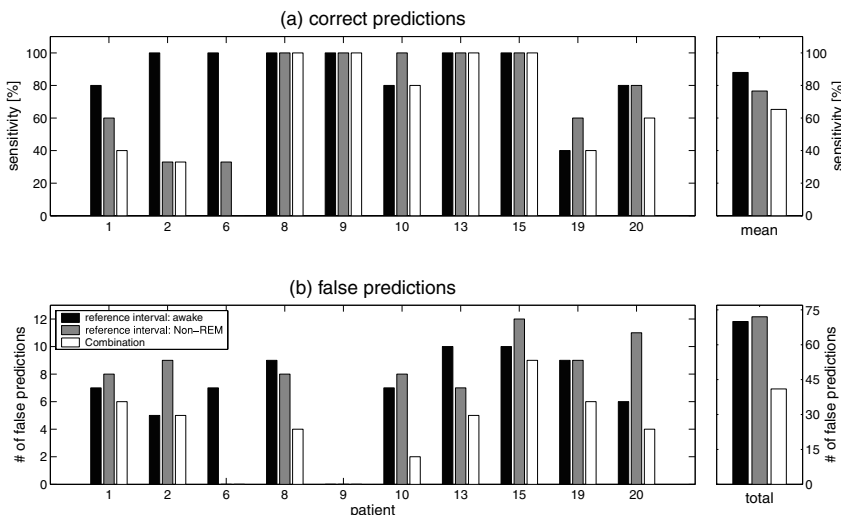 (a) correct predictions
sensitivity [%]
100
80
60
40
20
0
1 2 6 8 9 10 13 15 19 20
mean
100
80
60
40
20
0
sensitivity [%]
(b) false predictions
reference interval: awake
reference interval: Non−REM
Combination
# of false predictions
12
10
8
6
4
2
0
1 2 6 8 9 10 13 15 19 20
patient
total
75
60
45
30
15
0
# of false predictions